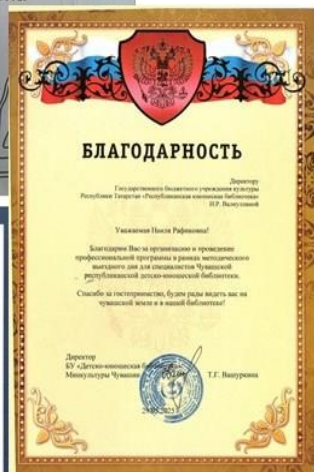 БЛАГОДАРНОСТЬ
Директору
Государственного бюджетного учреждения культуры
Республики Татарстан «Республиканская юношеская библиотека»
Н.Р. Валиуллиной
Уважаемая Наиля Рафиковна!
Благодарим Вас за организацию и проведение
профессиональной программы в рамках методического
выездного дня для специалистов Чувашской
республиканской детско-юношеской библиотеки.
Спасибо за гостеприимство, будем рады видеть вас на
чувашской земле и в нашей библиотеке!
Директор
БУ «Детско-юношеская
Минкультуры Чувашии
Т.Г. Вашуркина